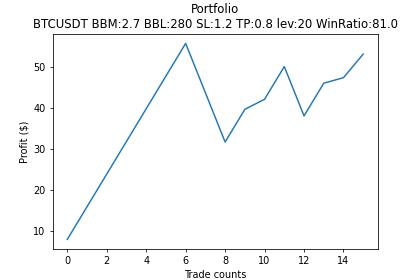 Portfolio
BTCUSDT BBM:2.7 BBL:280 SL:1.2 TP:0.8 lev:20 WinRatio:81.0
50
40
30
20
10
Profit ($)
0 2 4 6 8 10 12 14
Trade counts